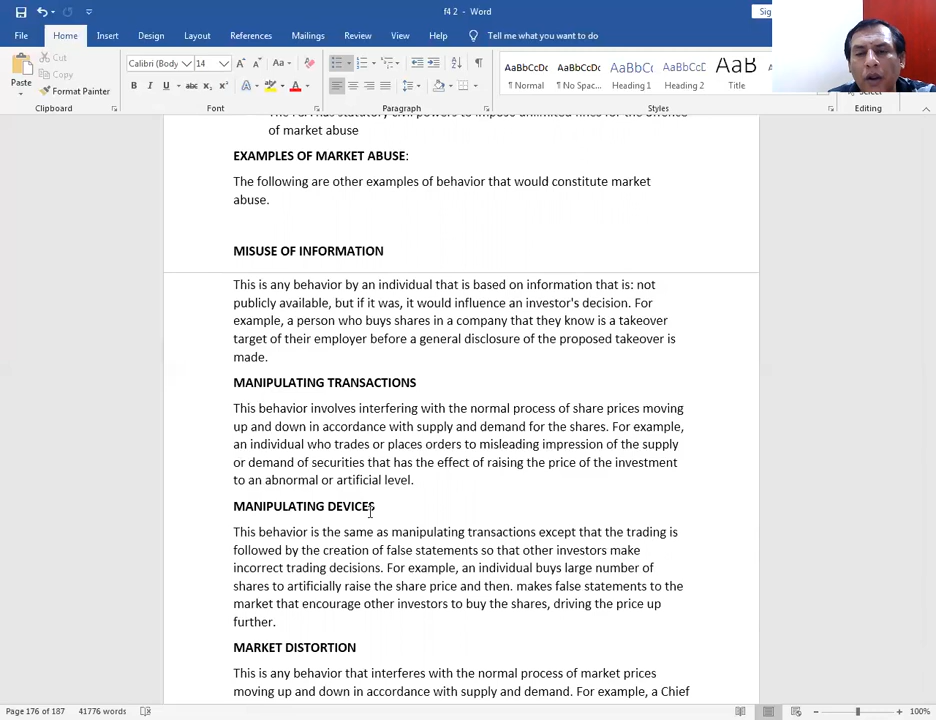 f4 2 - Word
Sig
File Home Insert Design Layout References Mailings Review View Help Tell me what you want to do
Paste
Cut
Copy
Format Painter
Clipboard
Calibri (Body 14
Font
Paragraph
AaBbCcDc AaBbCcDc AaBbC AaBbCcD AaB
¶ Normal ¶ No Spac... Heading 1 Heading 2 Title
Styles
Editing
of market abuse
EXAMPLES OF MARKET ABUSE:
The following are other examples of behavior that would constitute market
abuse.
MISUSE OF INFORMATION
This is any behavior by an individual that is based on information that is: not
publicly available, but if it was, it would influence an investor's decision. For
example, a person who buys shares in a company that they know is a takeover
target of their employer before a general disclosure of the proposed takeover is
made.
MANIPULATING TRANSACTIONS
This behavior involves interfering with the normal process of share prices moving
up and down in accordance with supply and demand for the shares. For example,
an individual who trades or places orders to misleading impression of the supply
or demand of securities that has the effect of raising the price of the investment
to an abnormal or artificial level.
MANIPULATING DEVICES
This behavior is the same as manipulating transactions except that the trading is
followed by the creation of false statements so that other investors make
incorrect trading decisions. For example, an individual buys large number of
shares to artificially raise the share price and then. makes false statements to the
market that encourage other investors to buy the shares, driving the price up
further.
MARKET DISTORTION
This is any behavior that interferes with the normal process of market prices
moving up and down in accordance with supply and demand. For example, a Chief
Page 176 of 187 41776 words
100%